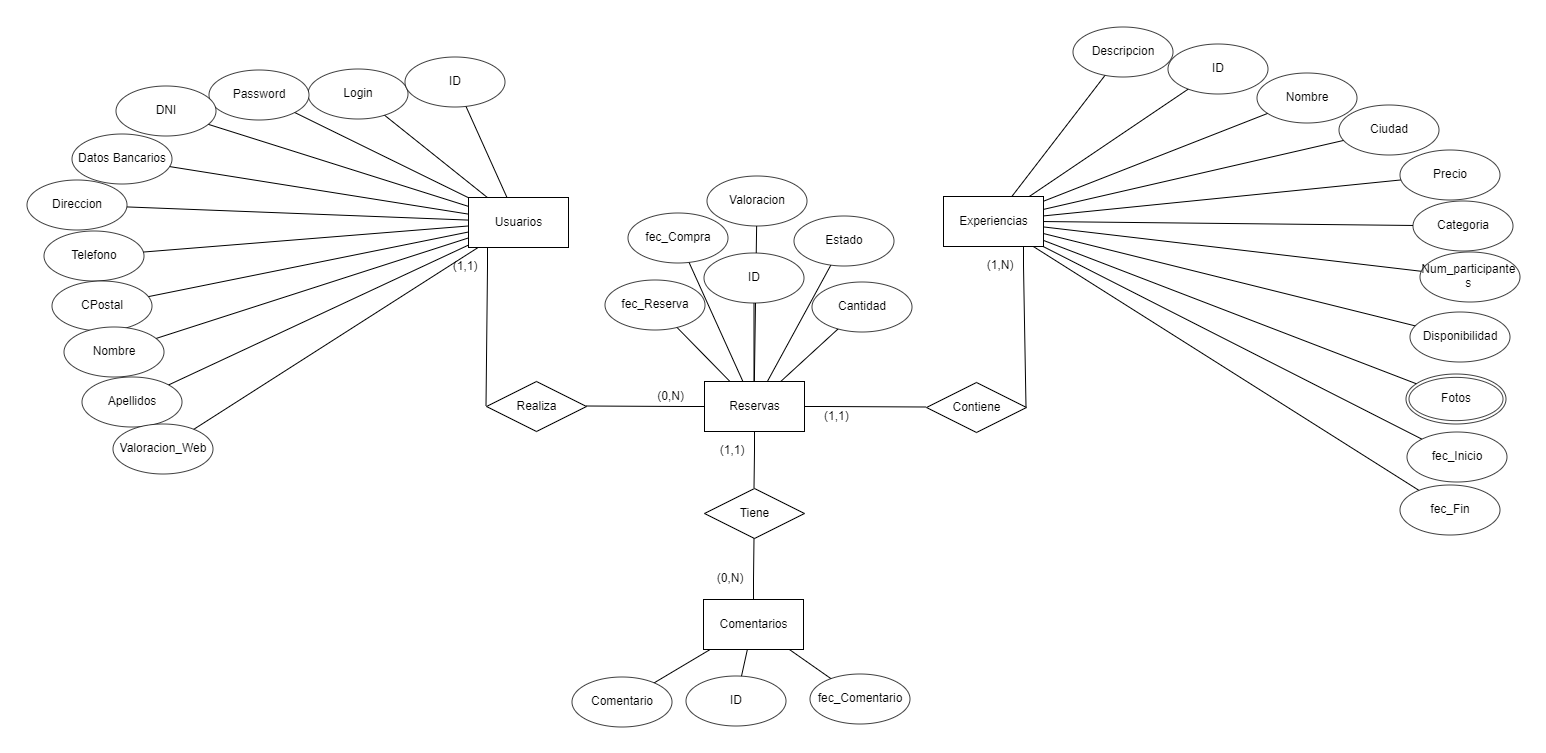 Descripcion
ID
Nombre
Ciudad
Precio
Categoria
Num_participante
s
Disponibilidad
Fotos
fec_Inicio
fec_Fin
Experiencias
(1,N)
ID
Login
Password
DNI
Datos Bancarios
Direccion
Telefono
CPostal
Nombre
Apellidos
Valoracion_Web
Usuarios
(1,1)
Valoracion
fec_Compra
Estado
ID
fec_Reserva
Cantidad
Realiza
(0,N)
Reservas
(1,1)
Contiene
(1,1)
Tiene
(0,N)
Comentarios
Comentario
ID
fec_Comentario